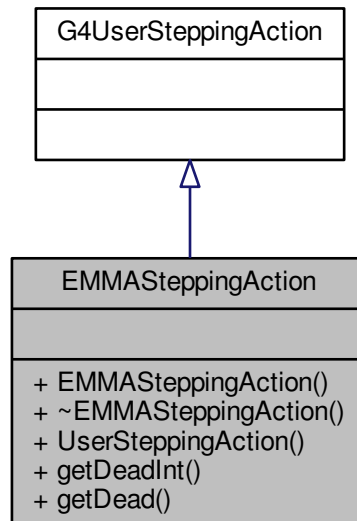 G4UserSteppingAction
EMMASteppingAction
+ EMMASteppingAction()
+ ~EMMASteppingAction()
+ UserSteppingAction()
+ getDeadInt()
+ getDead()